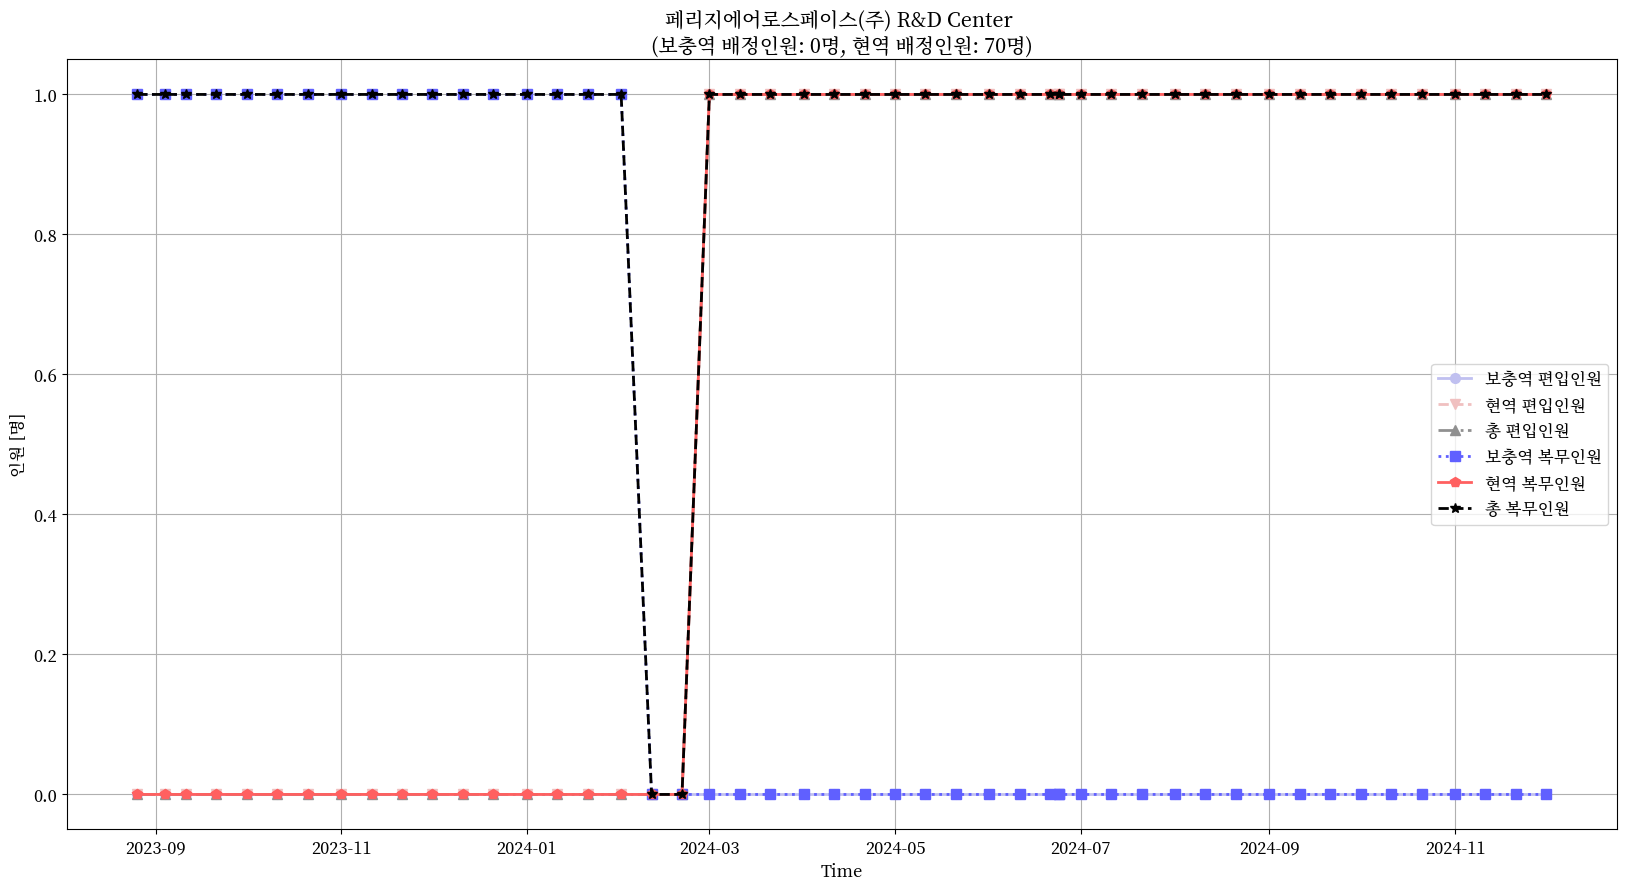 페리지에어로스페이스(주) R&D Center
(보충역 배정인원: 0명, 현역 배정인원: 70명)
1.0
0.8
0.6
0.4
0.2
0.0
인원 [명]
보충역 편입인원
현역 편입인원
총 편입인원
보충역 복무인원
현역 복무인원
총 복무인원
2023-09
2023-11
2024-01
2024-03
2024-05
2024-07
2024-09
2024-11
Time